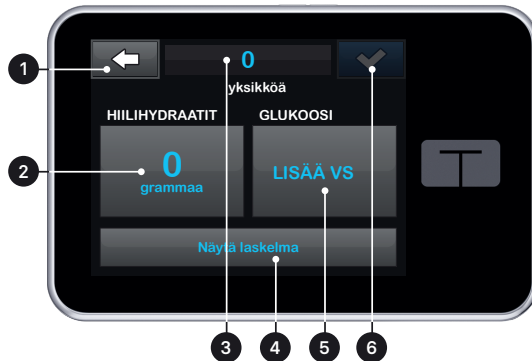 0
yksikköä
HIILIHYDRAATIT GLUKOOSI
0
grammaa
LISÄÄ VS
Näytä laskelma
1
2
3
4
5
6